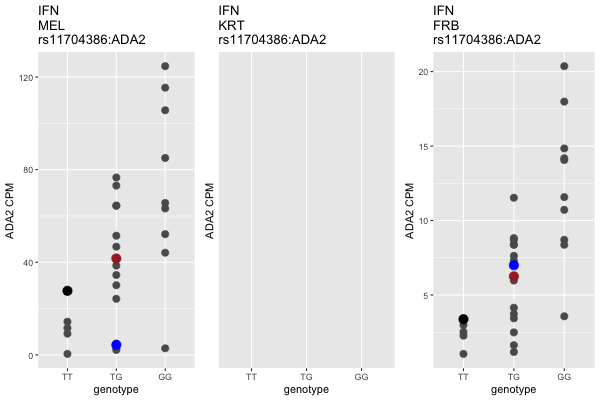 IFN
MEL
rs11704386:ADA2
120
80
40
0
ADA2 CPM
TT
TG
GG
genotype
IFN
KRT
rs11704386:ADA2
ADA2 CPM
TT
TG
GG
genotype
IFN
FRB
rs11704386:ADA2
20
15
10
5
ADA2 CPM
TT
TG
GG
genotype